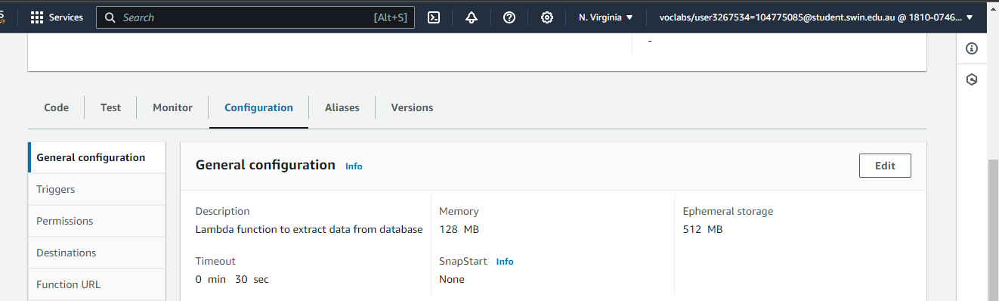 Services
Search
[Alt+S]
N. Virginia
voclabs/user3267534=104775085@student.swin.edu.au @ 1810-0746...
-
Code
Test
Monitor
Configuration
Aliases
Versions
General configuration
Triggers
Permissions
Destinations
Function URL
General configuration Info
Edit
Description
Lambda function to extract data from database
Memory
128 MB
Ephemeral storage
512 MB
Timeout
0 min 30 sec
SnapStart Info
None